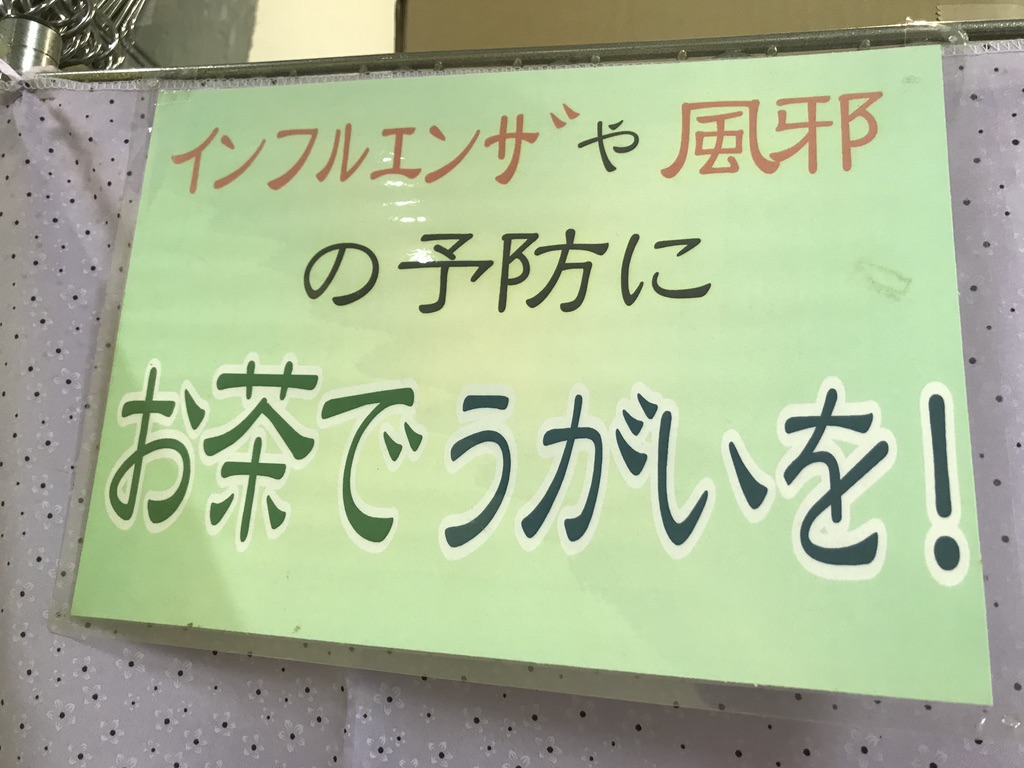 インフルエンザや風邪
の予防に
お茶でうがいを!